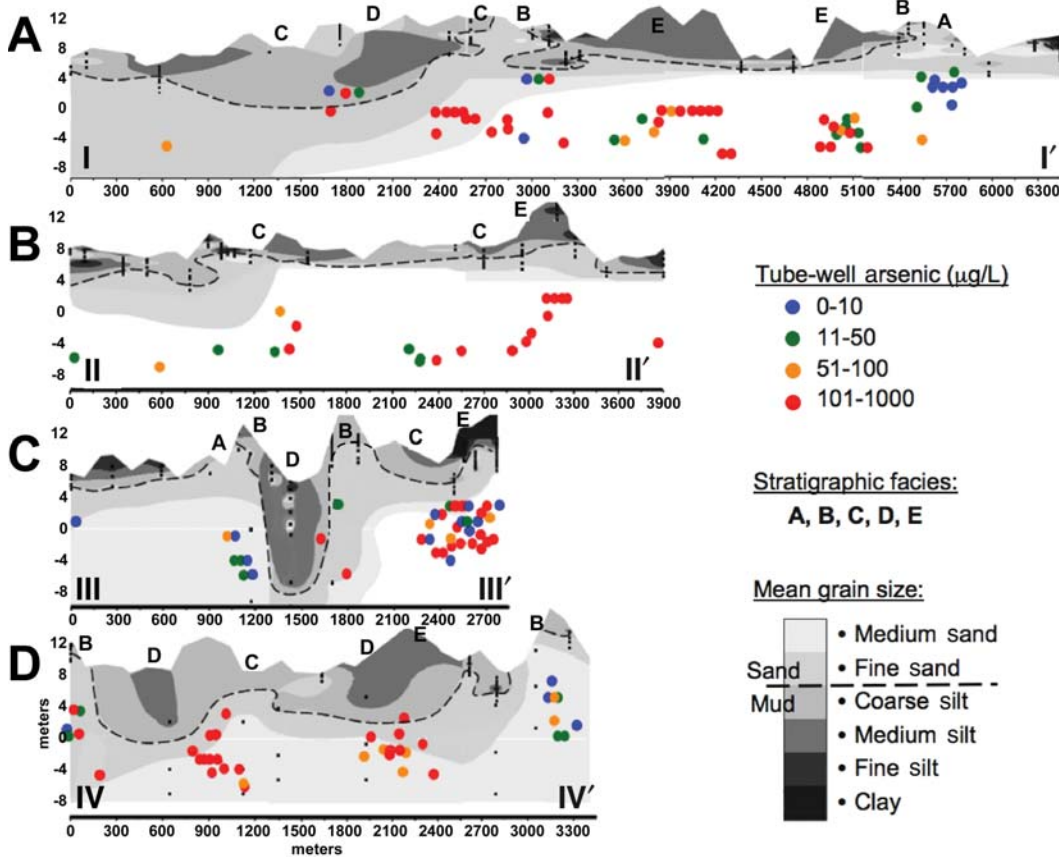 A
12
8
4
0
-4
-8
C
D
C
B
E
E
B
A
I
I′
0 300 600 900 1200 1500 1800 2100 2400 2700 3000 3300 3600 3900 4200 4500 4800 5100 5400 5700 6000 6300
B
12
8
4
0
-4
-8
C
C
E
II
II′
0 300 600 900 1200 1500 1800 2100 2400 2700 3000 3300 3600 3900
C
12
8
4
0
-4
-8
A
B
D
B
C
E
III
III′
0 300 600 900 1200 1500 1800 2100 2400 2700
D
12
8
4
0
-4
-8
meters
B
D
C
D
E
B
IV
IV′
0 300 600 900 1200 1500 1800 2100 2400 2700 3000 3300
meters
Tube-well arsenic (µg/L)
0-10
11-50
51-100
101-1000
Stratigraphic facies:
A, B, C, D, E
Mean grain size:
• Medium sand
Sand • Fine sand
Mud • Coarse silt
• Medium silt
• Fine silt
• Clay